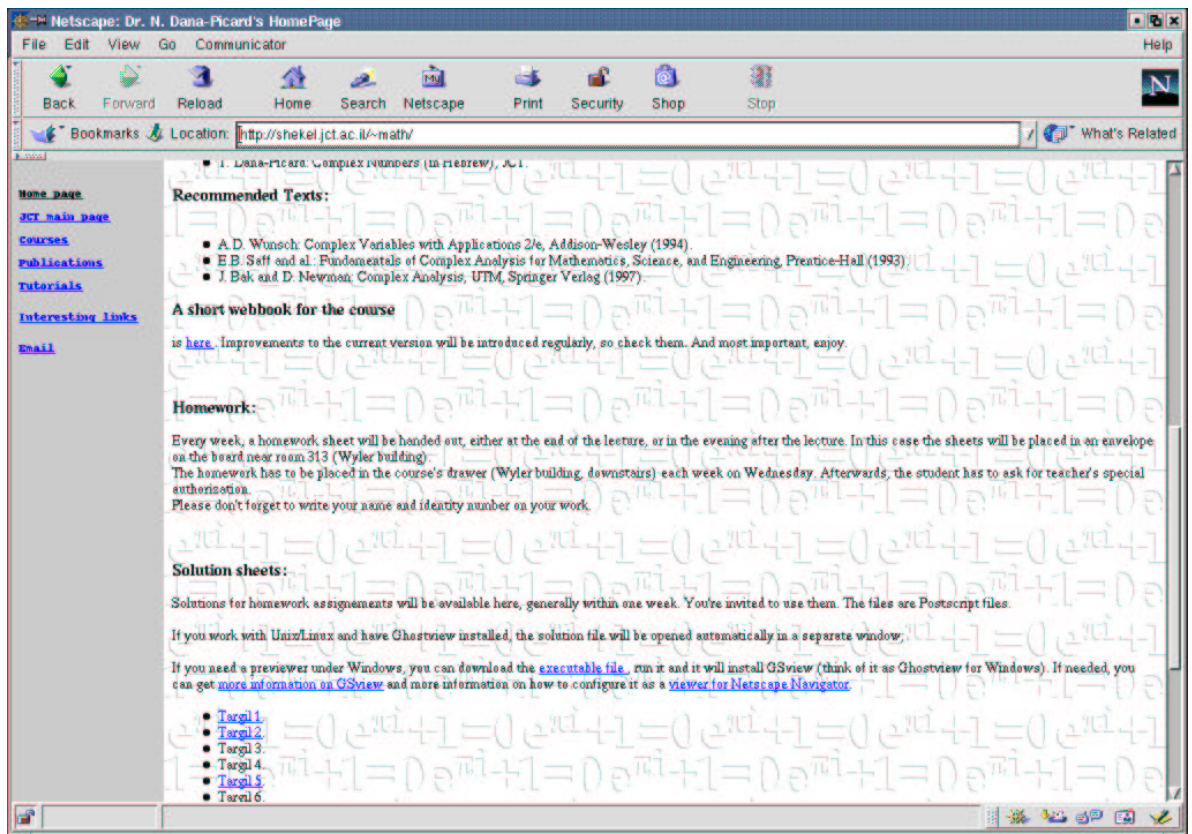 Netscape: Dr. N. Dana-Picard's HomePage
File Edit View Go Communicator Help
My N
Back Forward Reload Home Search Netscape Print Security Shop Stop
Bookmarks Location: http://shekel.jct.ac.il/~math/ What's Related
T. Dana-Picard: Complex Numbers (in Hebrew), JCT.
Home page
JCT main page
Courses
Publications
Tutorials
Interesting links
Email
Recommended Texts:
A.D. Wunsch: Complex Variables with Applications 2/e, Addison-Wesley (1994).
E.B. Saff and al.: Fundamentals of Complex Analysis for Mathematics, Science, and Engineering, Prentice-Hall (1993)
J. Bak and D. Newman: Complex Analysis, UTM, Springer Verlag (1997).
A short webbook for the course
is here. Improvements to the current version will be introduced regularly, so check them. And most important, enjoy.
Homework:
Every week, a homework sheet will be handed out, either at the end of the lecture, or in the evening after the lecture. In this case the sheets will be placed in an envelope
on the board near room 313 (Wyler building).
The homework has to be placed in the course's drawer (Wyler building, downstairs) each week on Wednesday. Afterwards, the student has to ask for teacher's special
authorisation.
Please don't forget to write your name and identity number on your work.
Solution sheets:
Solutions for homework assignements will be available here, generally within one week. You're invited to use them. The files are Postscript files.
If you work with Unix/Linux and have Ghostview installed, the solution file will be opened automatically in a separate window;
If you need a previewer under Windows, you can download the executable file, run it and it will install GSview (think of it as Ghostview for Windows). If needed, you
can get more information on GSview and more information on how to configure it as a viewer for Netscape Navigator.
Targil 1.
Targil 2.
Targil 3.
Targil 4.
Targil 5.
Targil 6.